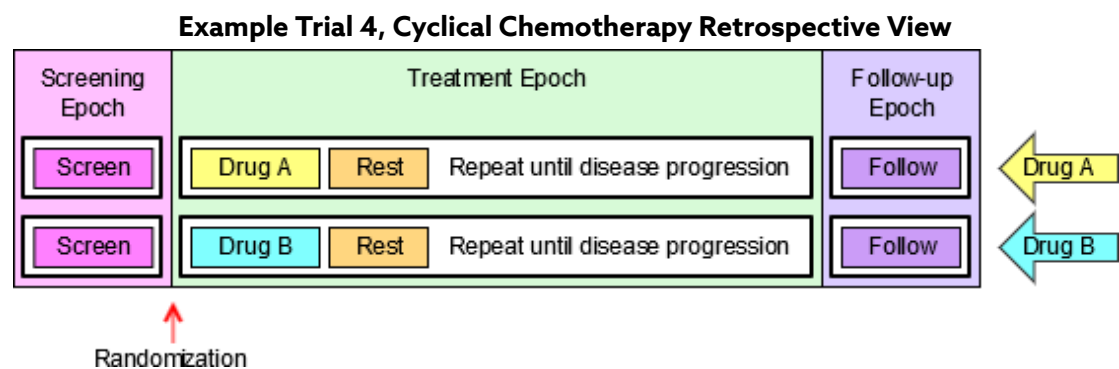 Example Trial 4, Cyclical Chemotherapy Retrospective View
Screening
Epoch
Treatment Epoch
Follow-up
Epoch
Screen
Drug A
Rest
Repeat until disease progression
Follow
Drug A
Screen
Drug B
Rest
Repeat until disease progression
Follow
Drug B
Randomization